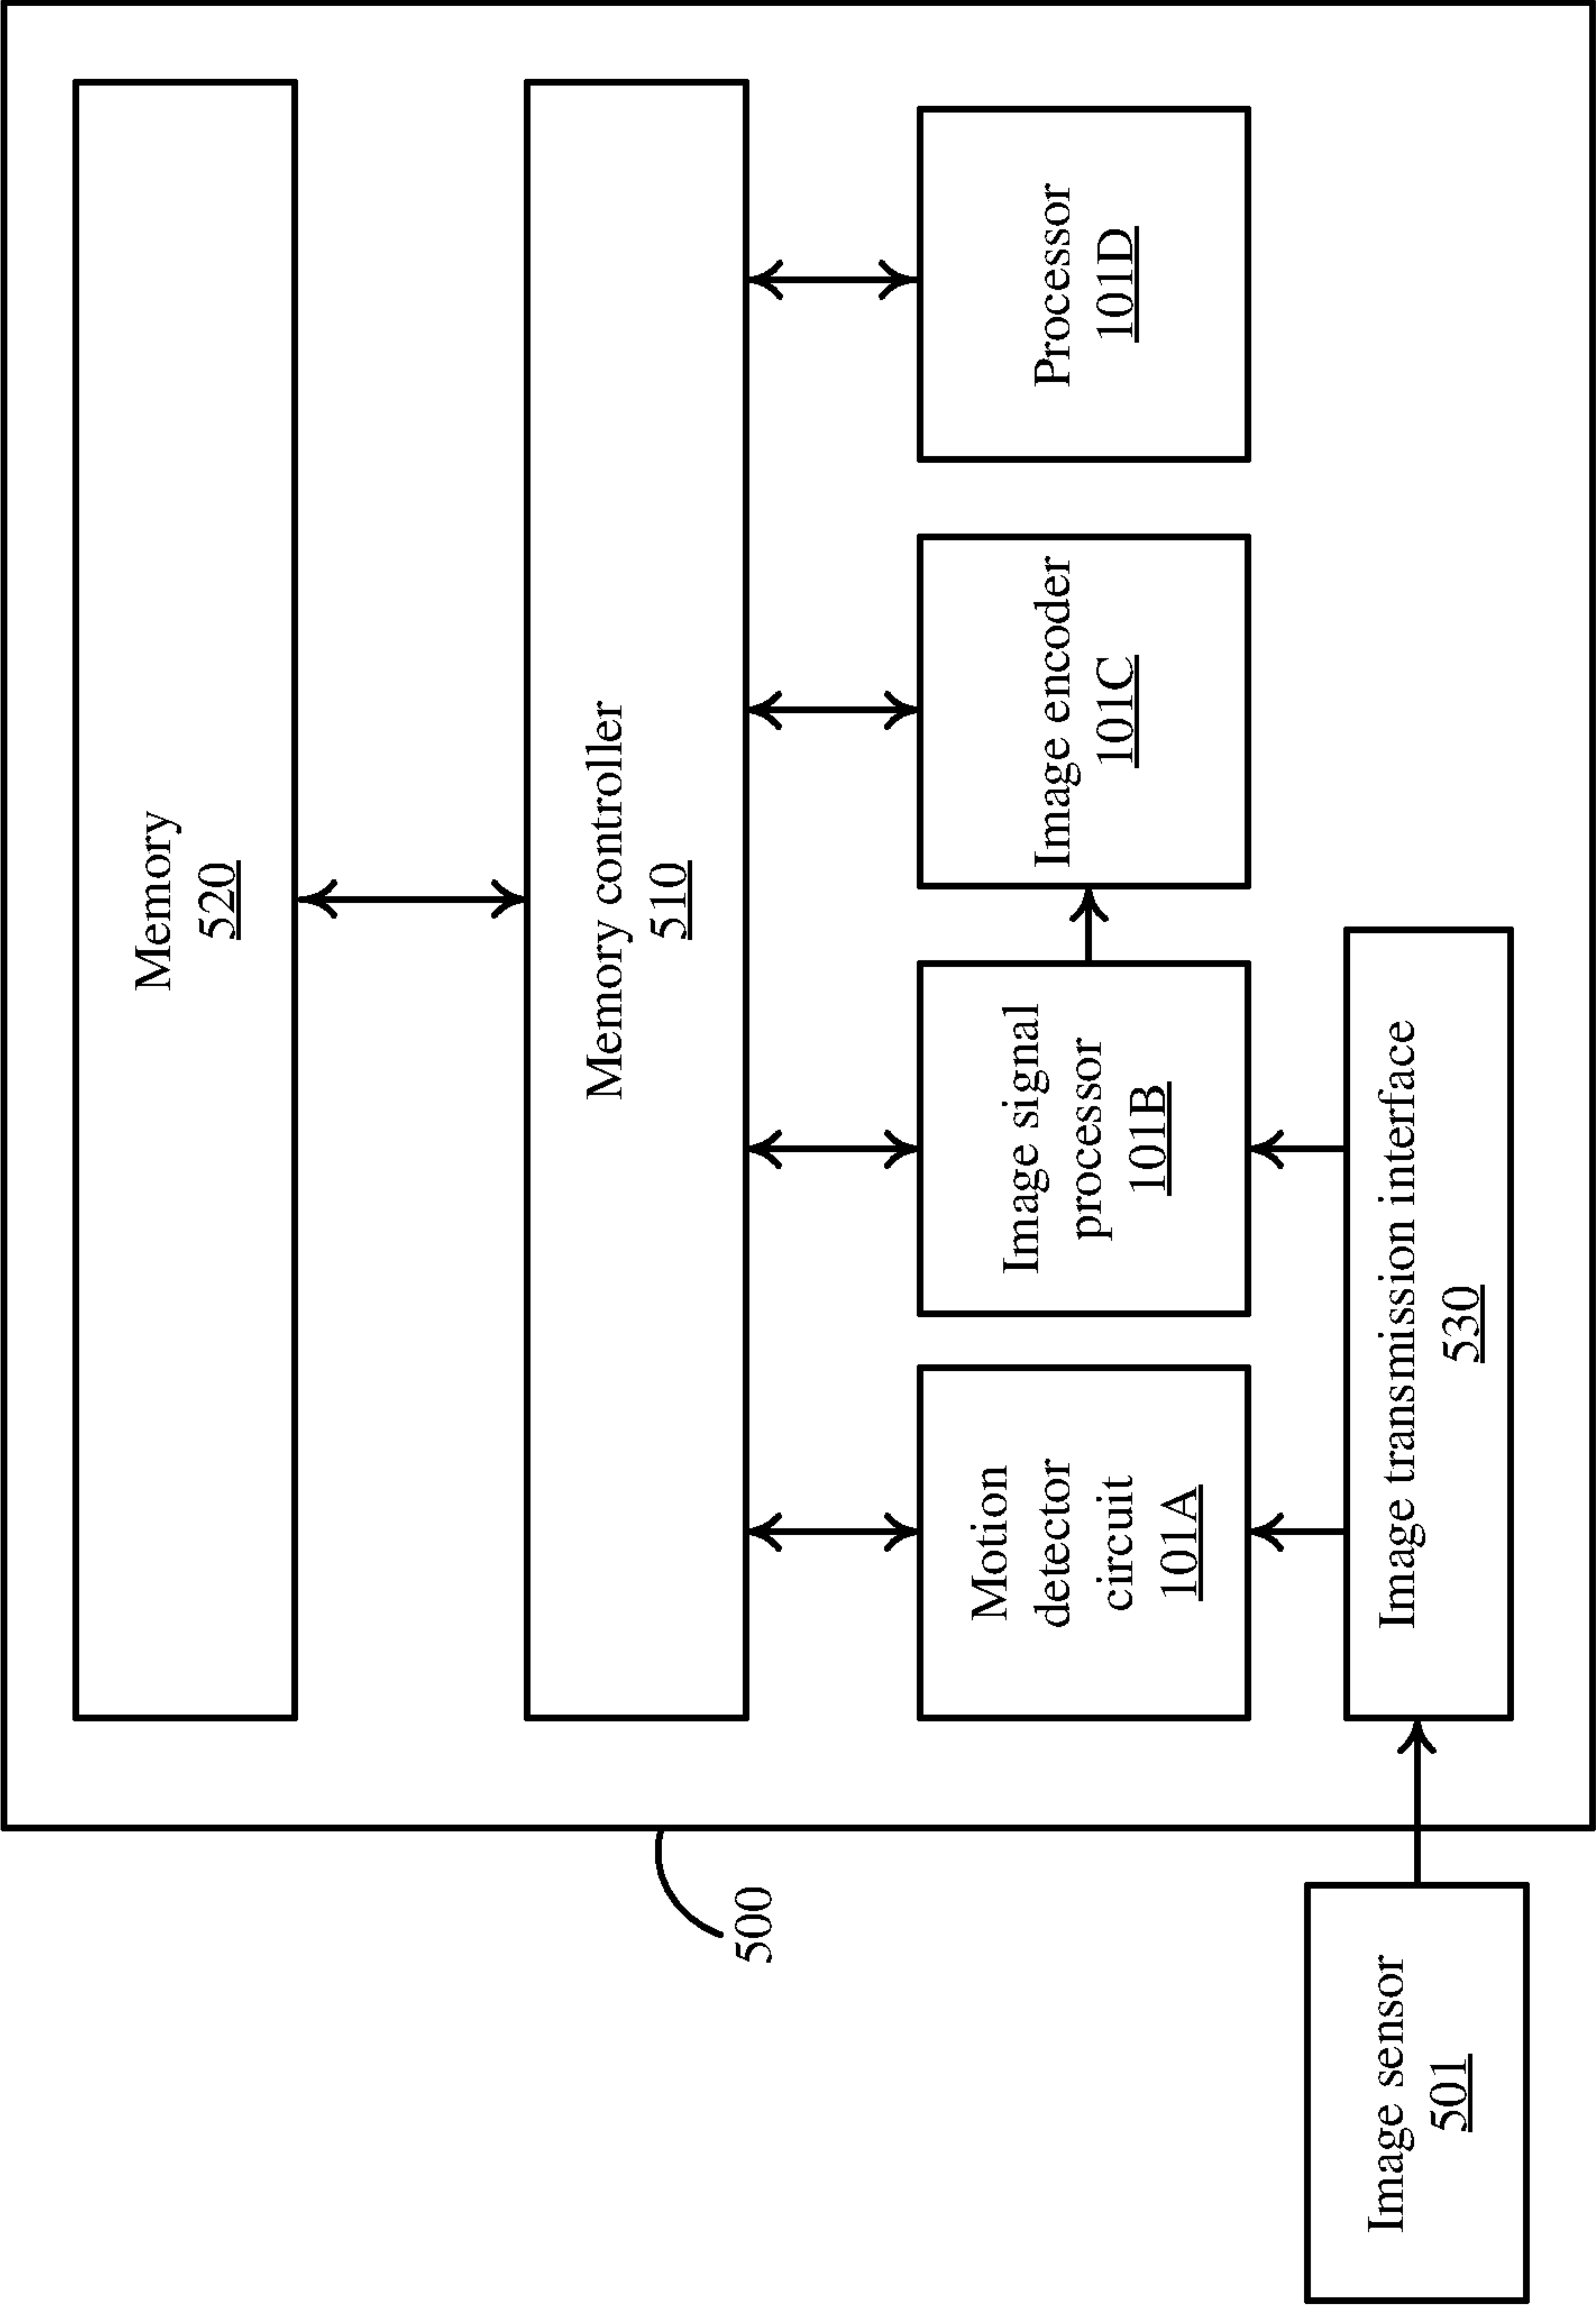 Memory
520
Memory controller
510
Motion
detector
circuit
101A
Image signal
processor
101B
Image encoder
101C
Processor
101D
Image transmission interface
530
Image sensor
501
500